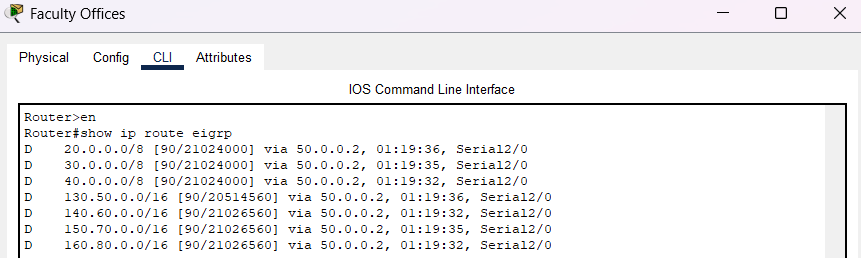 Faculty Offices
Physical Config CLI Attributes
IOS Command Line Interface
Router>en
Router#show ip route eigrp
D    20.0.0.0/8 [90/21024000] via 50.0.0.2, 01:19:36, Serial2/0
D    30.0.0.0/8 [90/21024000] via 50.0.0.2, 01:19:35, Serial2/0
D    40.0.0.0/8 [90/21024000] via 50.0.0.2, 01:19:32, Serial2/0
D    130.50.0.0/16 [90/20514560] via 50.0.0.2, 01:19:36, Serial2/0
D    140.60.0.0/16 [90/21026560] via 50.0.0.2, 01:19:32, Serial2/0
D    150.70.0.0/16 [90/21026560] via 50.0.0.2, 01:19:35, Serial2/0
D    160.80.0.0/16 [90/21026560] via 50.0.0.2, 01:19:32, Serial2/0